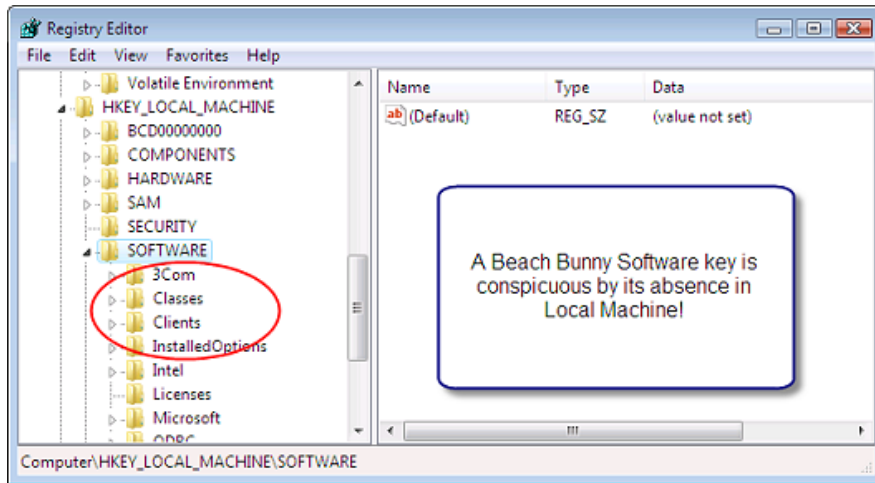 Registry Editor
File Edit View Favorites Help
Volatile Environment
HKEY_LOCAL_MACHINE
BCD00000000
COMPONENTS
HARDWARE
SAM
SECURITY
SOFTWARE
3Com
Classes
Clients
InstalledOptions
Intel
Licenses
Microsoft
ODBC
Name Type Data
ab (Default) REG_SZ (value not set)
A Beach Bunny Software key is
conspicuous by its absence in
Local Machine!
Computer\HKEY_LOCAL_MACHINE\SOFTWARE